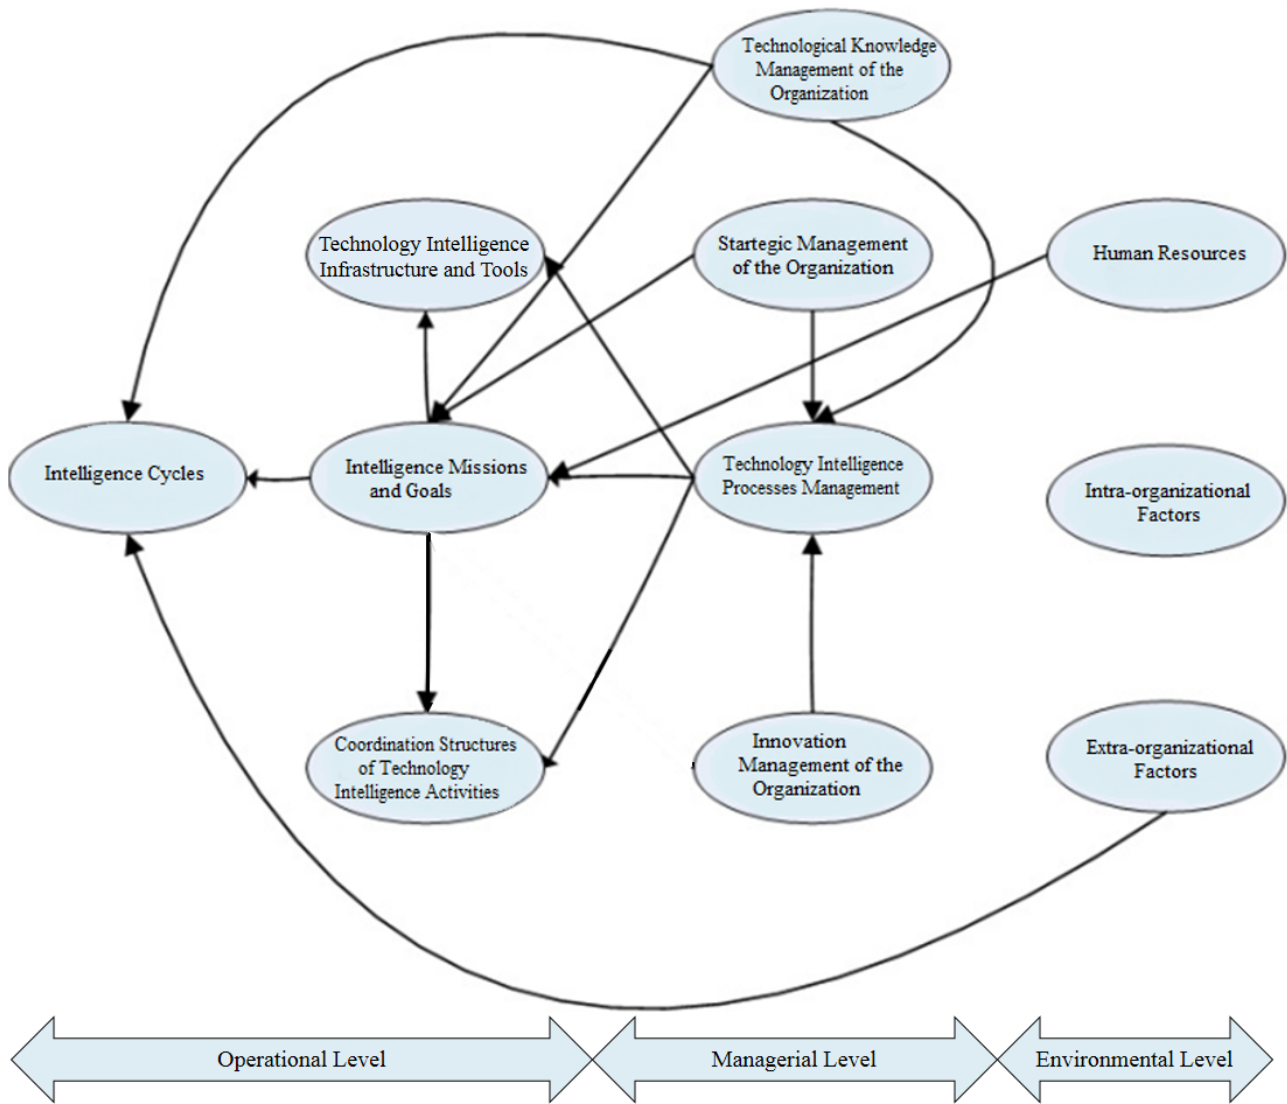 Technological Knowledge
Management of the
Organization
Technology Intelligence
Infrastructure and Tools
Startegic Management
of the Organization
Human Resources
Intelligence Cycles
Intelligence Missions
and Goals
Technology Intelligence
Processes Management
Intra-organizational
Factors
Coordination Structures
of Technology
Intelligence Activities
Innovation
Management of the
Organization
Extra-organizational
Factors
Operational Level
Managerial Level
Environmental Level